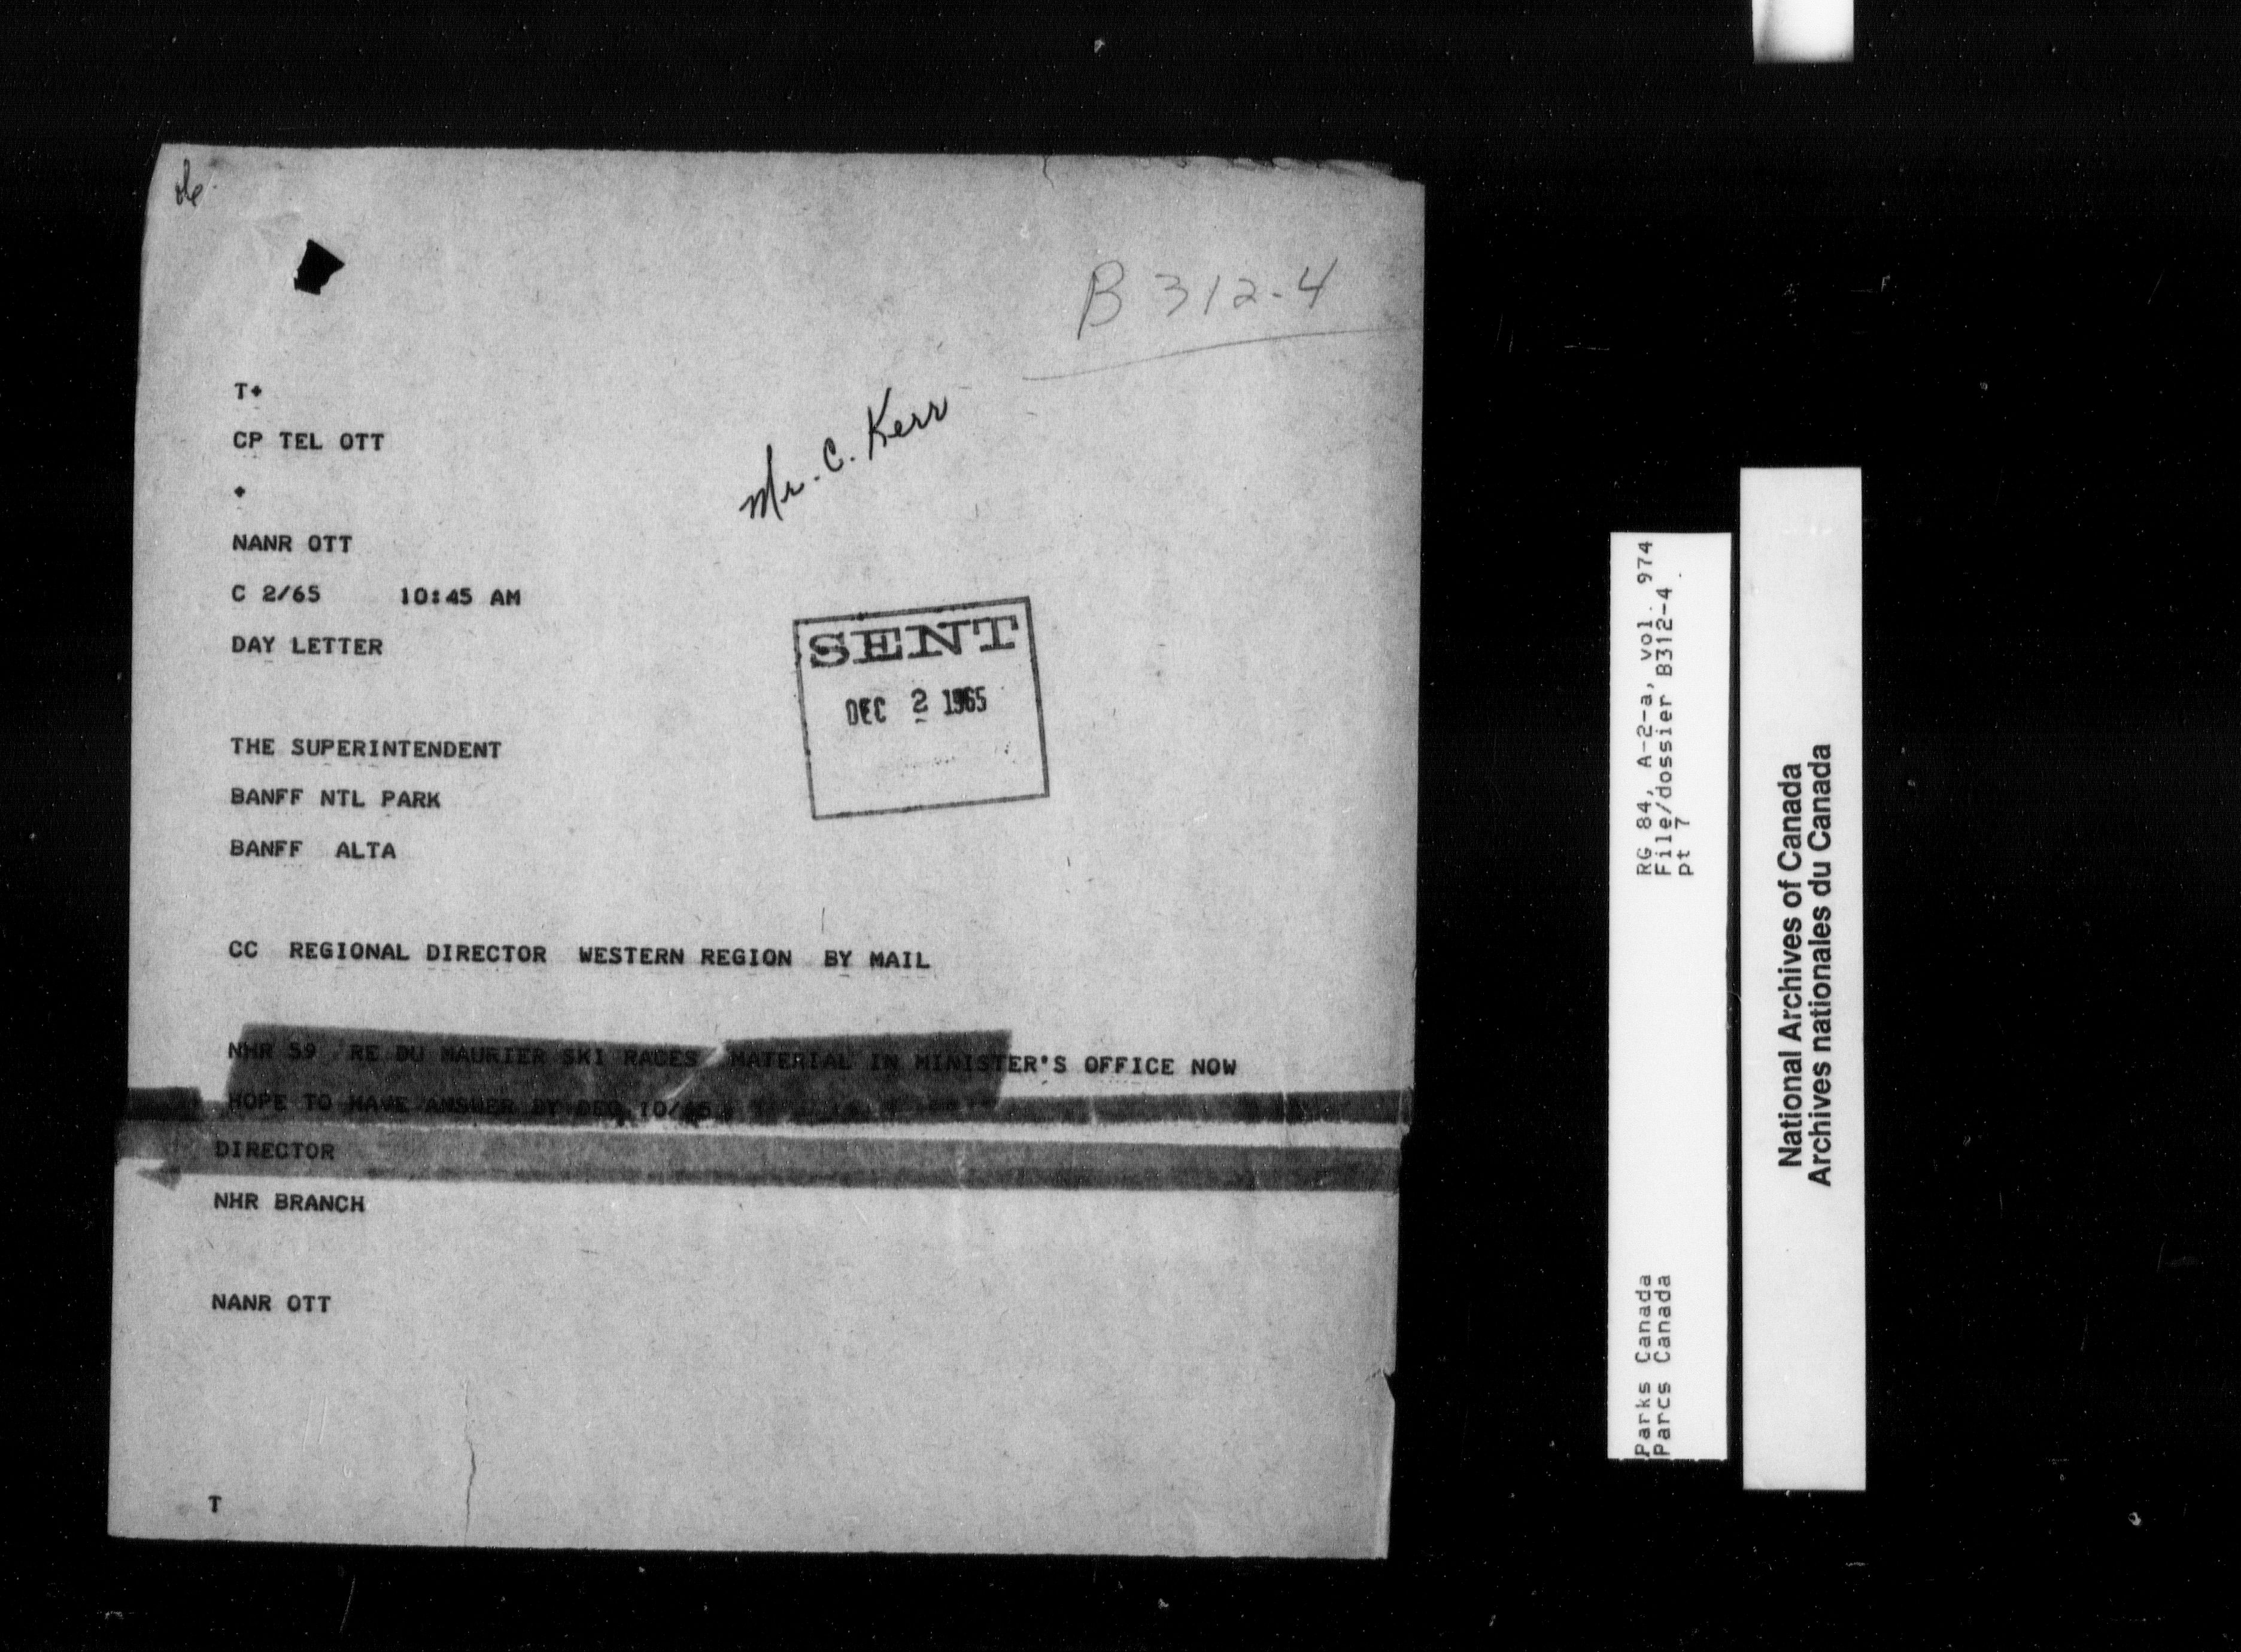 B 312-4
T+
CP TEL OTT
+
Mr. C. Kerr
NANR OTT
C 2/65 10:45 AM
DAY LETTER
SENT
DEC 2 1965
THE SUPERINTENDENT
BANFF NTL PARK
BANFF ALTA
CC REGIONAL DIRECTOR WESTERN REGION BY MAIL
NHR 59 RE DU MAURIER SKI RACES MATERIAL IN MINISTER'S OFFICE NOW
HOPE TO HAVE ANSWER BY DEC 10/65
DIRECTOR
NHR BRANCH
NANR OTT
T
RG 84, A-2-a, vol. 974
File/dossier B312-4
pt 7
Parks Canada
Parcs Canada
National Archives of Canada
Archives nationales du Canada